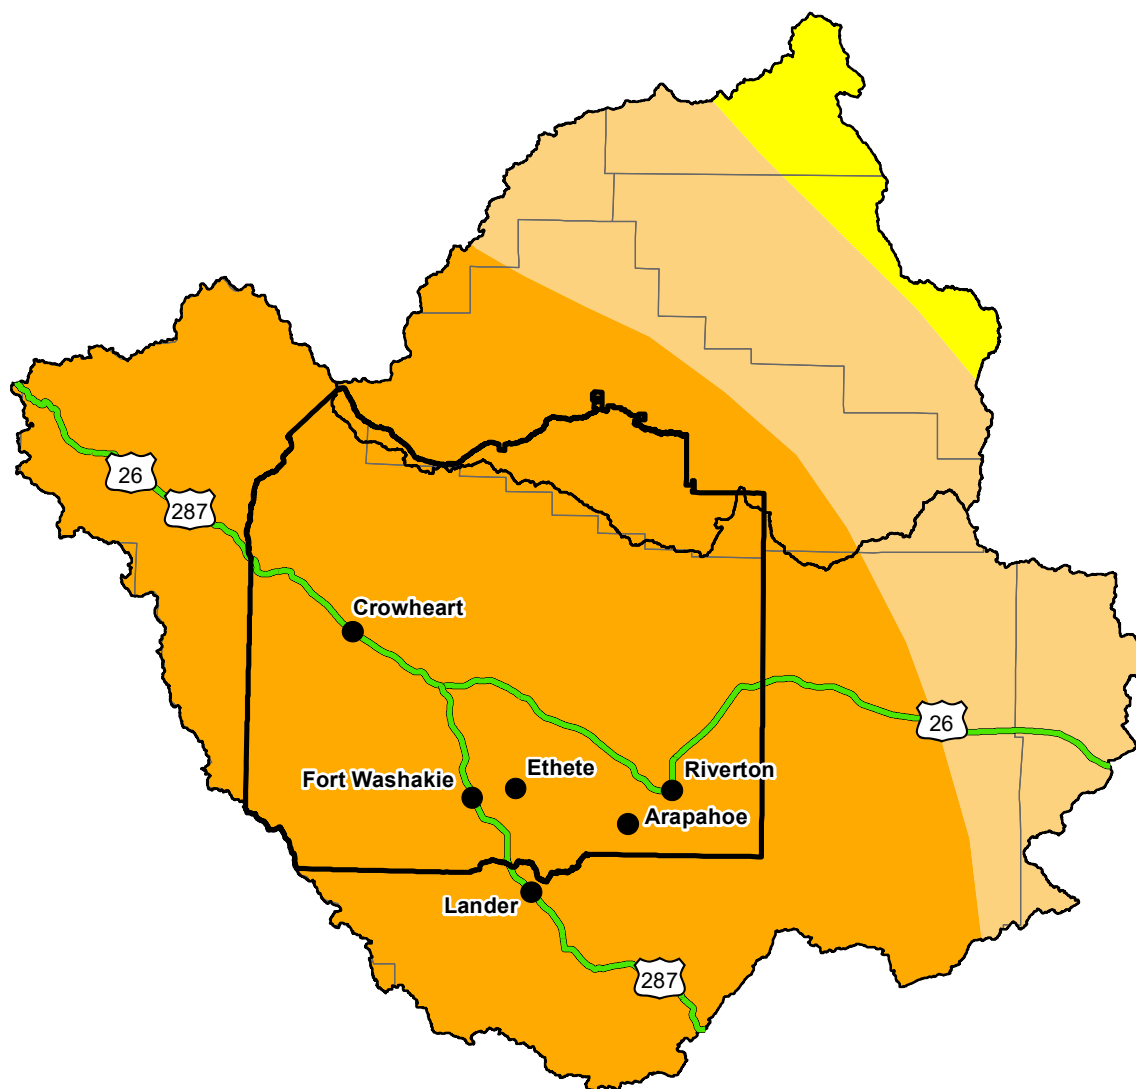 26
287
Crowheart
26
Ethete
Riverton
Fort Washakie
Arapahoe
Lander
287